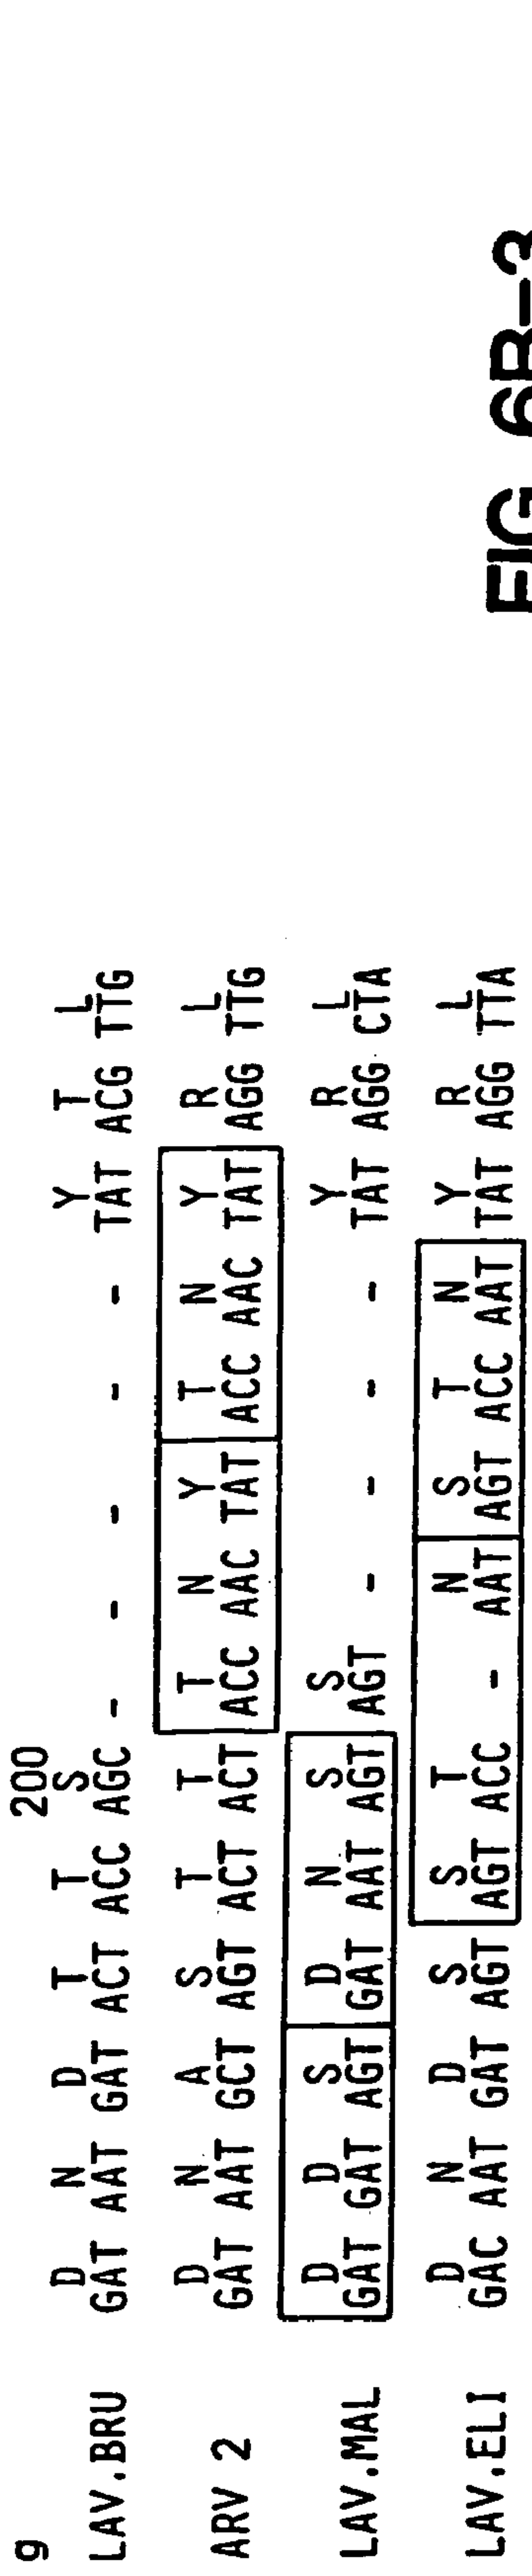 g 200
D N D T T S Y T L
LAV.BRU GAT AAT GAT ACT ACC AGC - - - - - TAT ACG TTG
D N A S T T T N Y T N Y R L
ARV 2 GAT AAT GCT AGT ACT ACT ACC AAC TAT ACC AAC TAT AGG TTG
D D S D N S S Y R L
LAV.MAL GAT GAT AGT GAT AAT AGT AGT - - - - TAT AGG CTA
D N D S S T N S T N Y R L
LAV.ELI GAC AAT GAT AGT AGT ACC - AAT AGT ACC AAT TAT AGG TTA
FIG 6B-3